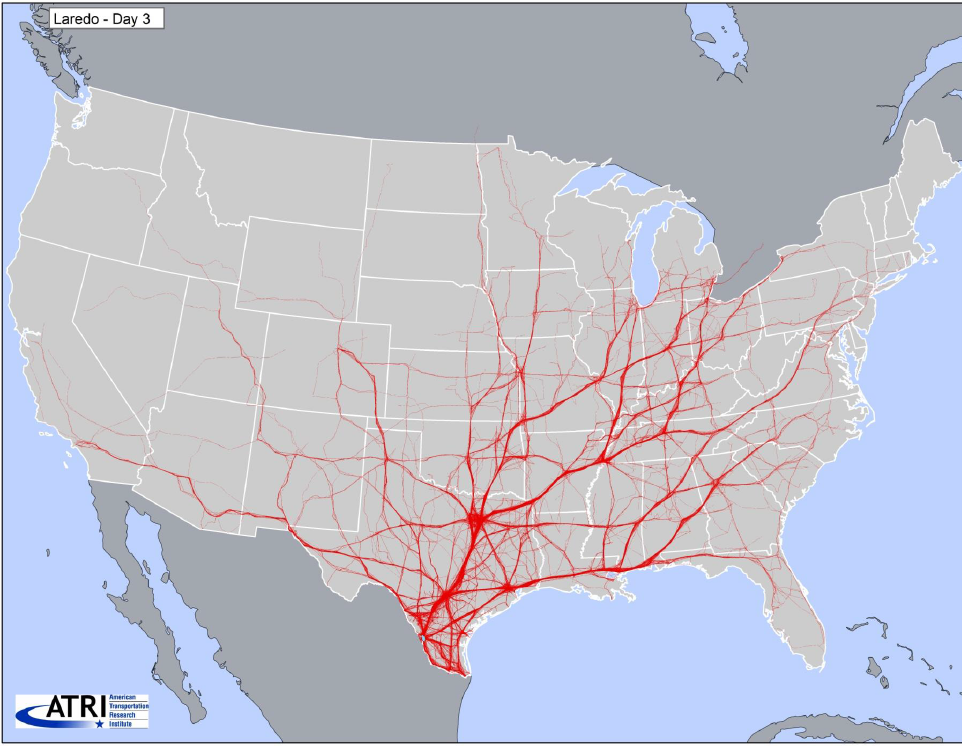 Laredo - Day 3
ATRI
American
Transportation
Research
Institute